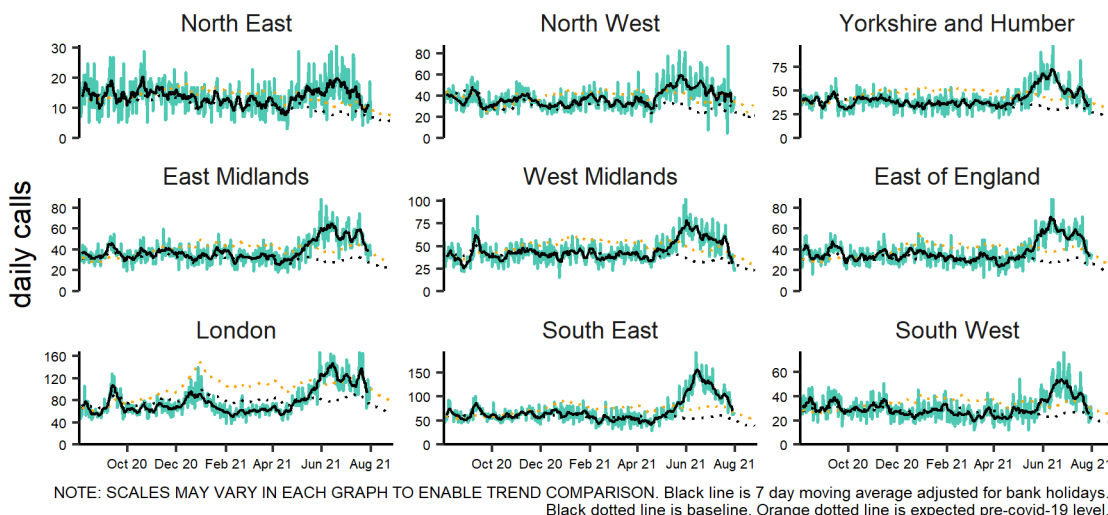 North East
North West
Yorkshire and Humber
30
20
10
0
80
60
40
20
0
75
50
25
0
East Midlands
West Midlands
East of England
daily calls
80
60
40
20
0
100
75
50
25
0
80
60
40
20
0
London
South East
South West
160
120
80
40
0
150
100
50
0
60
40
20
0
Oct 20 Dec 20 Feb 21 Apr 21 Jun 21 Aug 21
Oct 20 Dec 20 Feb 21 Apr 21 Jun 21 Aug 21
Oct 20 Dec 20 Feb 21 Apr 21 Jun 21 Aug 21
NOTE: SCALES MAY VARY IN EACH GRAPH TO ENABLE TREND COMPARISON. Black line is 7 day moving average adjusted for bank holidays.
Black dotted line is baseline. Orange dotted line is expected pre-covid-19 level.